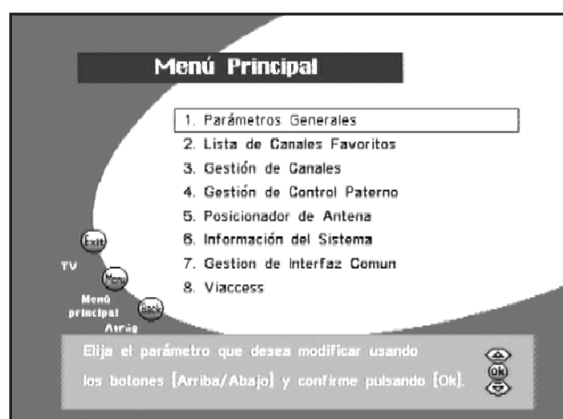 Menú Principal
1. Parámetros Generales
2. Lista de Canales Favoritos
3. Gestión de Canales
4. Gestión de Control Paterno
5. Posicionador de Antena
6. Información del Sistema
7. Gestion de Interfaz Comun
8. Viaccess
Exit
TV
Menu
Menú
principal
Back
Atrás
Elija el parámetro que desea modificar usando
los botones [Arriba/Abajo] y confirme pulsando [Ok].
Ok